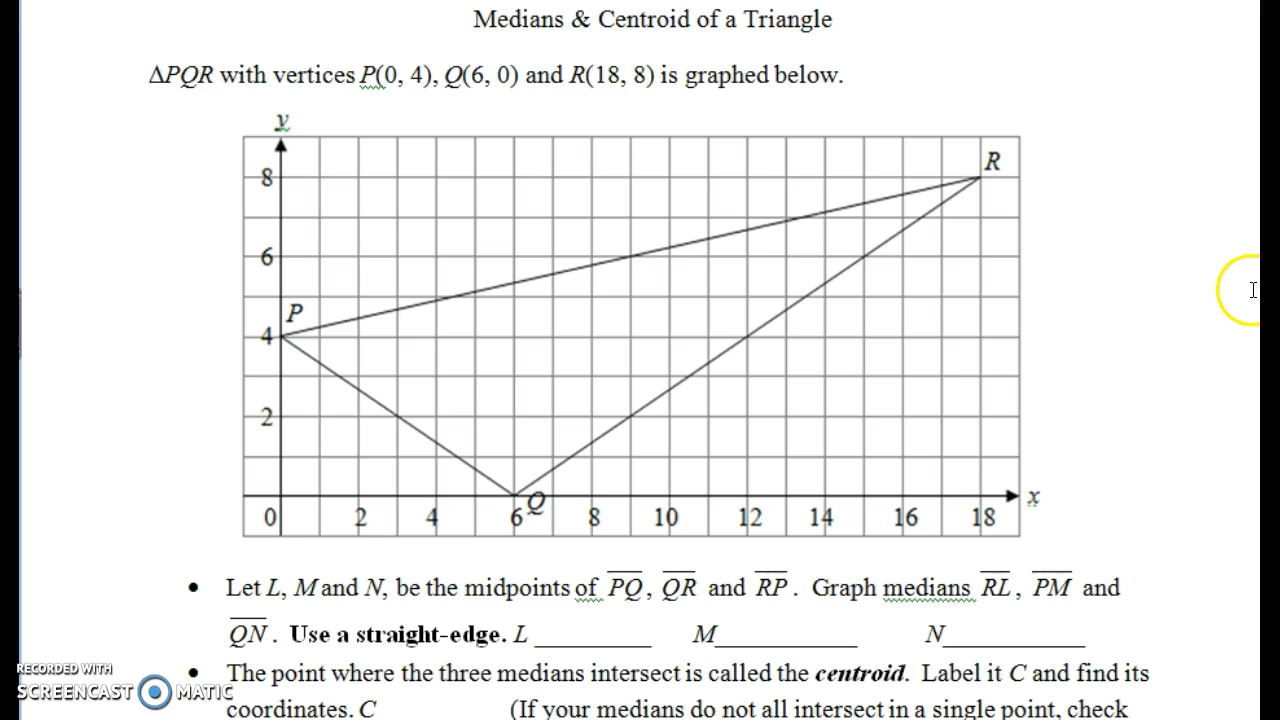 Medians & Centroid of a Triangle
ΔPQR with vertices P(0, 4), Q(6, 0) and R(18, 8) is graphed below.
y
R
8
6
P
4
2
Q
x
0 2 4 6 8 10 12 14 16 18
• Let L, M and N, be the midpoints of PQ, QR and RP. Graph medians RL, PM and
QN. Use a straight-edge. L __________ M____________ N____________
RECORDED WITH
SCREENCAST MATIC
• The point where the three medians intersect is called the centroid. Label it C and find its
coordinates. C (If your medians do not all intersect in a single point, check